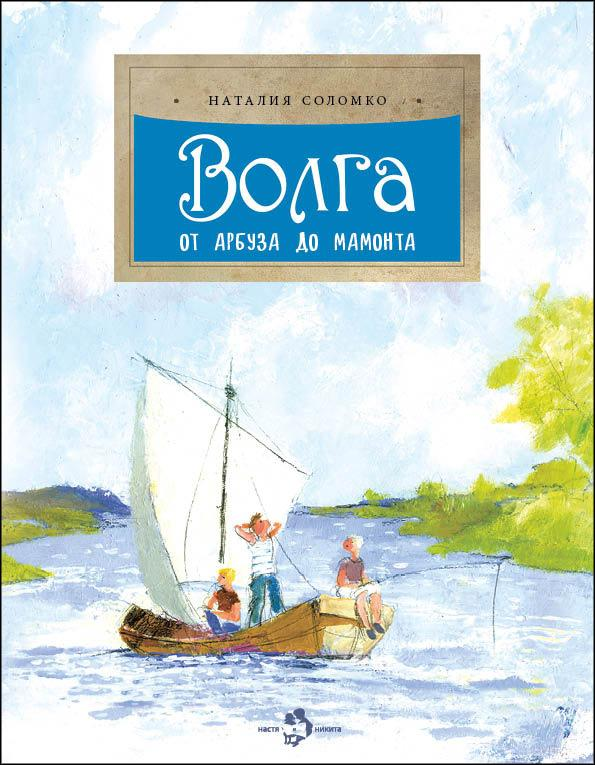 Наталия Соломко
Волга
от арбуза до мамонта
настя и никита